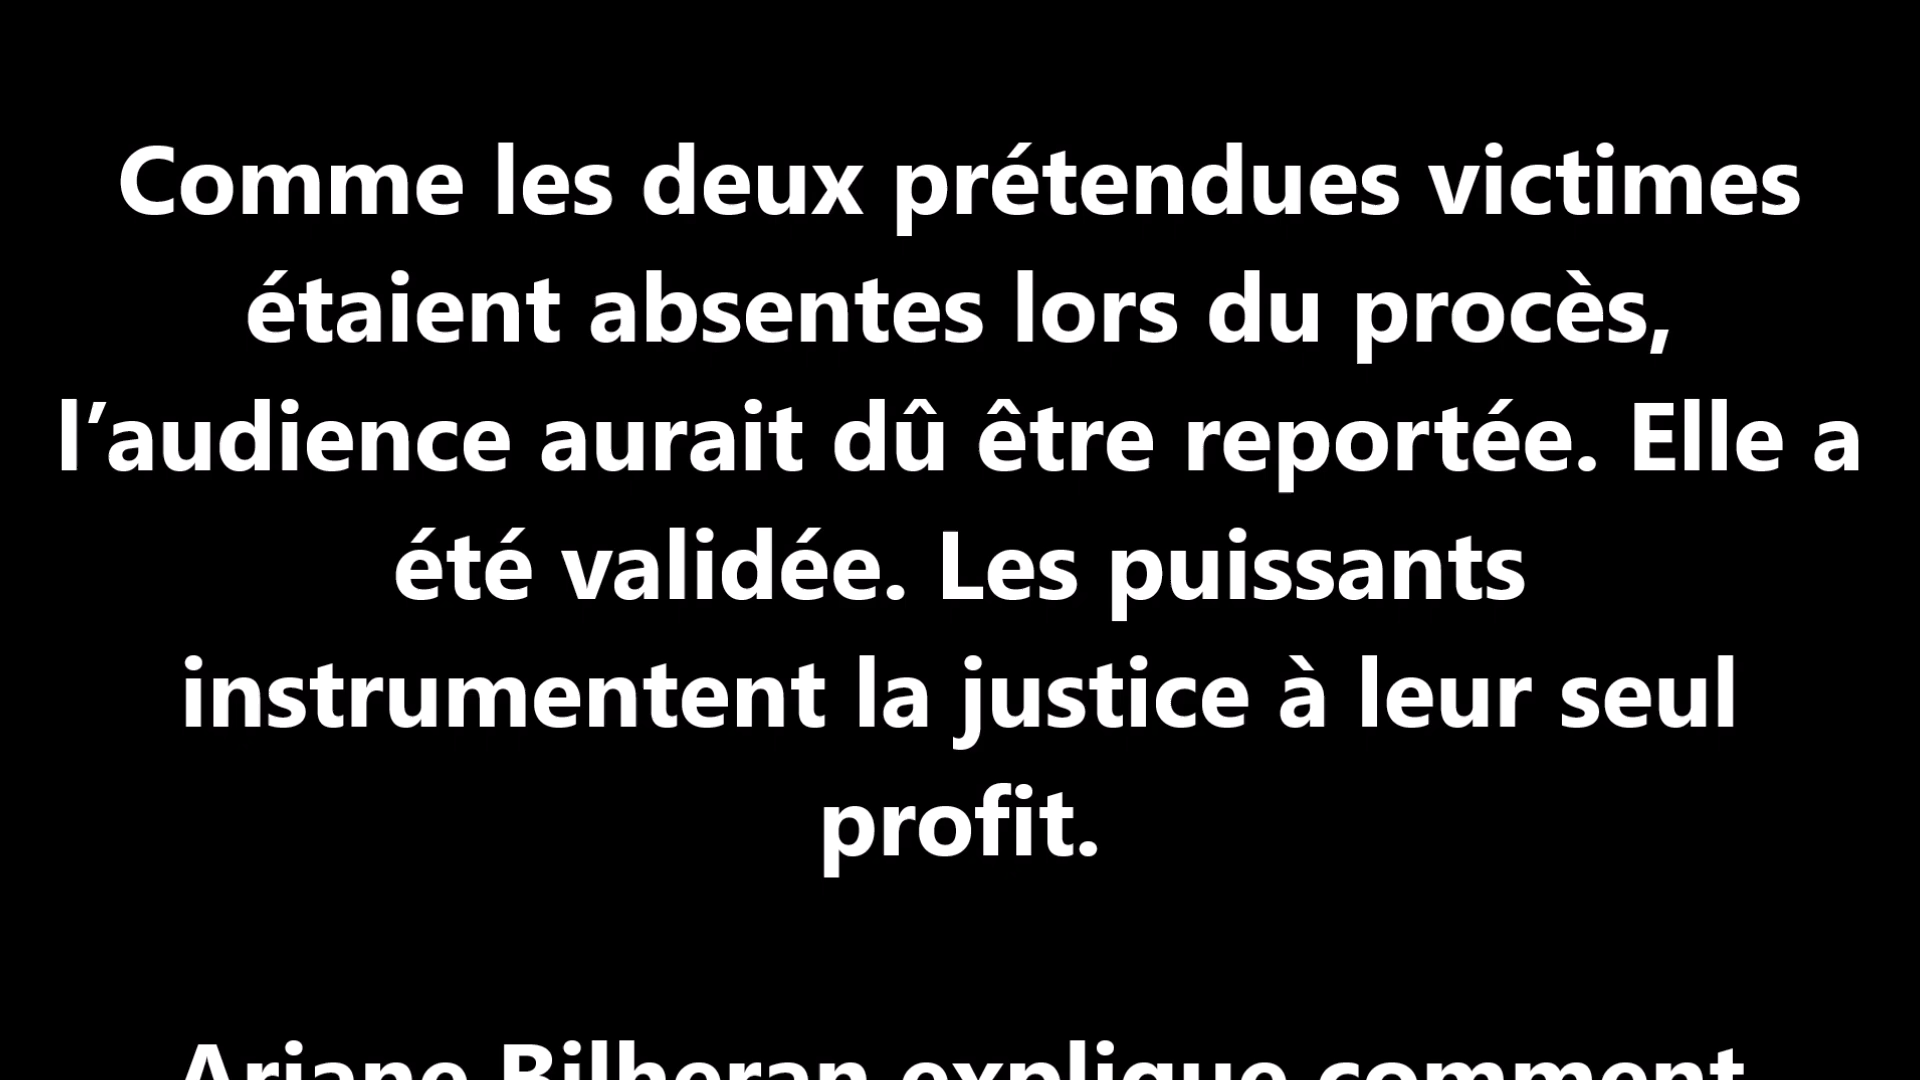 Comme les deux prétendues victimes
étaient absentes lors du procès,
l’audience aurait dû être reportée. Elle a
été validée. Les puissants
instrumentent la justice à leur seul
profit.
Ariane Bilheran explique comment